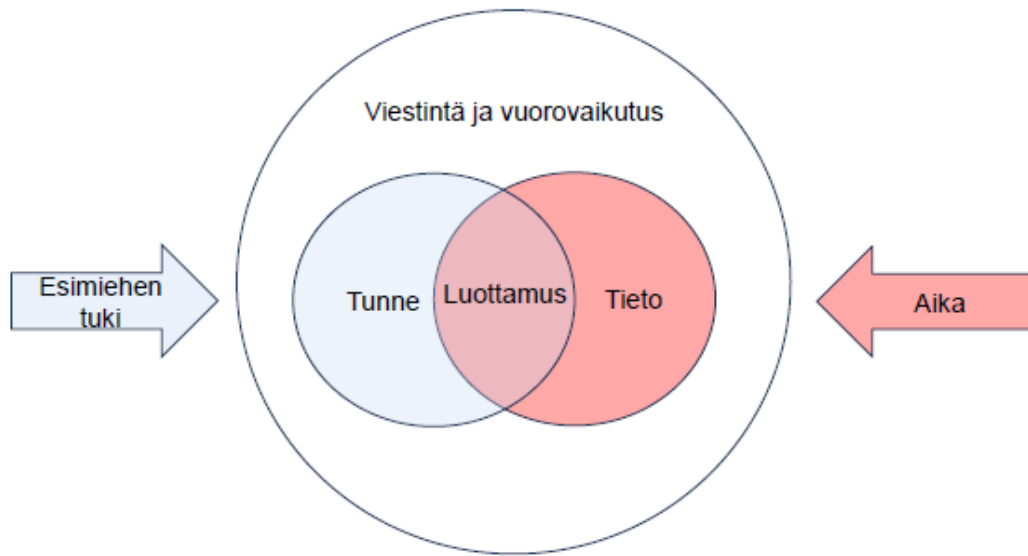 Viestintä ja vuorovaikutus
Esimiehen
tuki
Tunne
Luottamus
Tieto
Aika